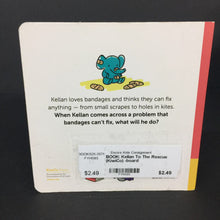 Kellan loves bandages and thinks they can fix
anything — from small scrapes to holes in kites.
When Kellan comes across a problem that
bandages can't fix, what will he do?
Encore Kids Consignment
BOOK: Kellan To The Rescue
(KiwiCo) -board
$2.49
$2.49